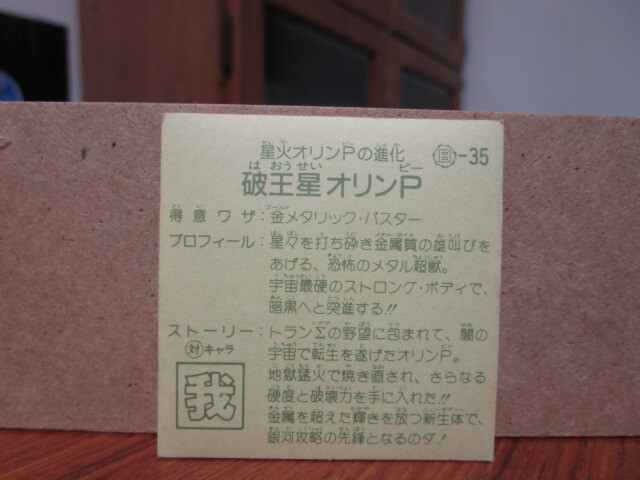 星火オリンPの進化 Ⓑ-35
破王星オリンP
得意ワザ:金メタリック・バスター
プロフィール:星々を打ち砕き金属質の雄叫びを
あげる、恐怖のメタル超獣。
宇宙最硬のストロング・ボディで、
暗黒へと突進する!!
ストーリー:トランΣの野望に包まれて、闇の
宇宙で転生を遂げたオリンP。
地獄猛火で焼き直され、さらなる
硬度と破壊力を手に入れた!!
金属を超えた輝きを放つ新生体で、
銀河攻略の先鋒となるのダ!
対キャラ
我